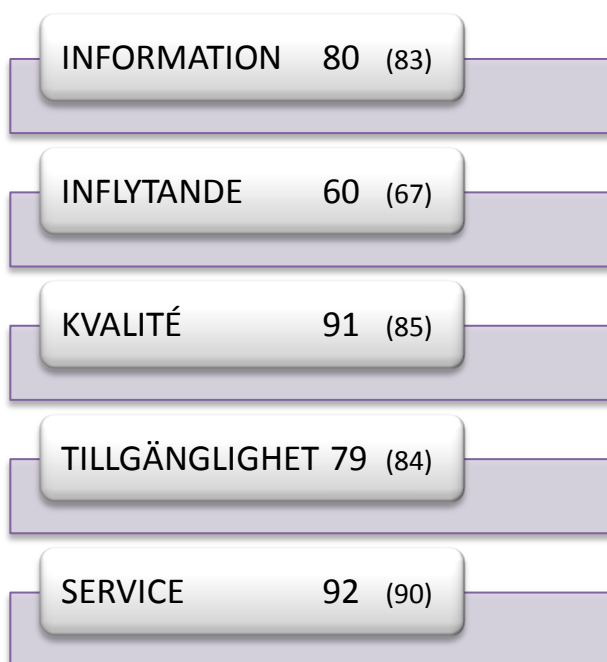 INFORMATION 80 (83)
INFLYTANDE 60 (67)
KVALITÉ 91 (85)
TILLGÄNGLIGHET 79 (84)
SERVICE 92 (90)